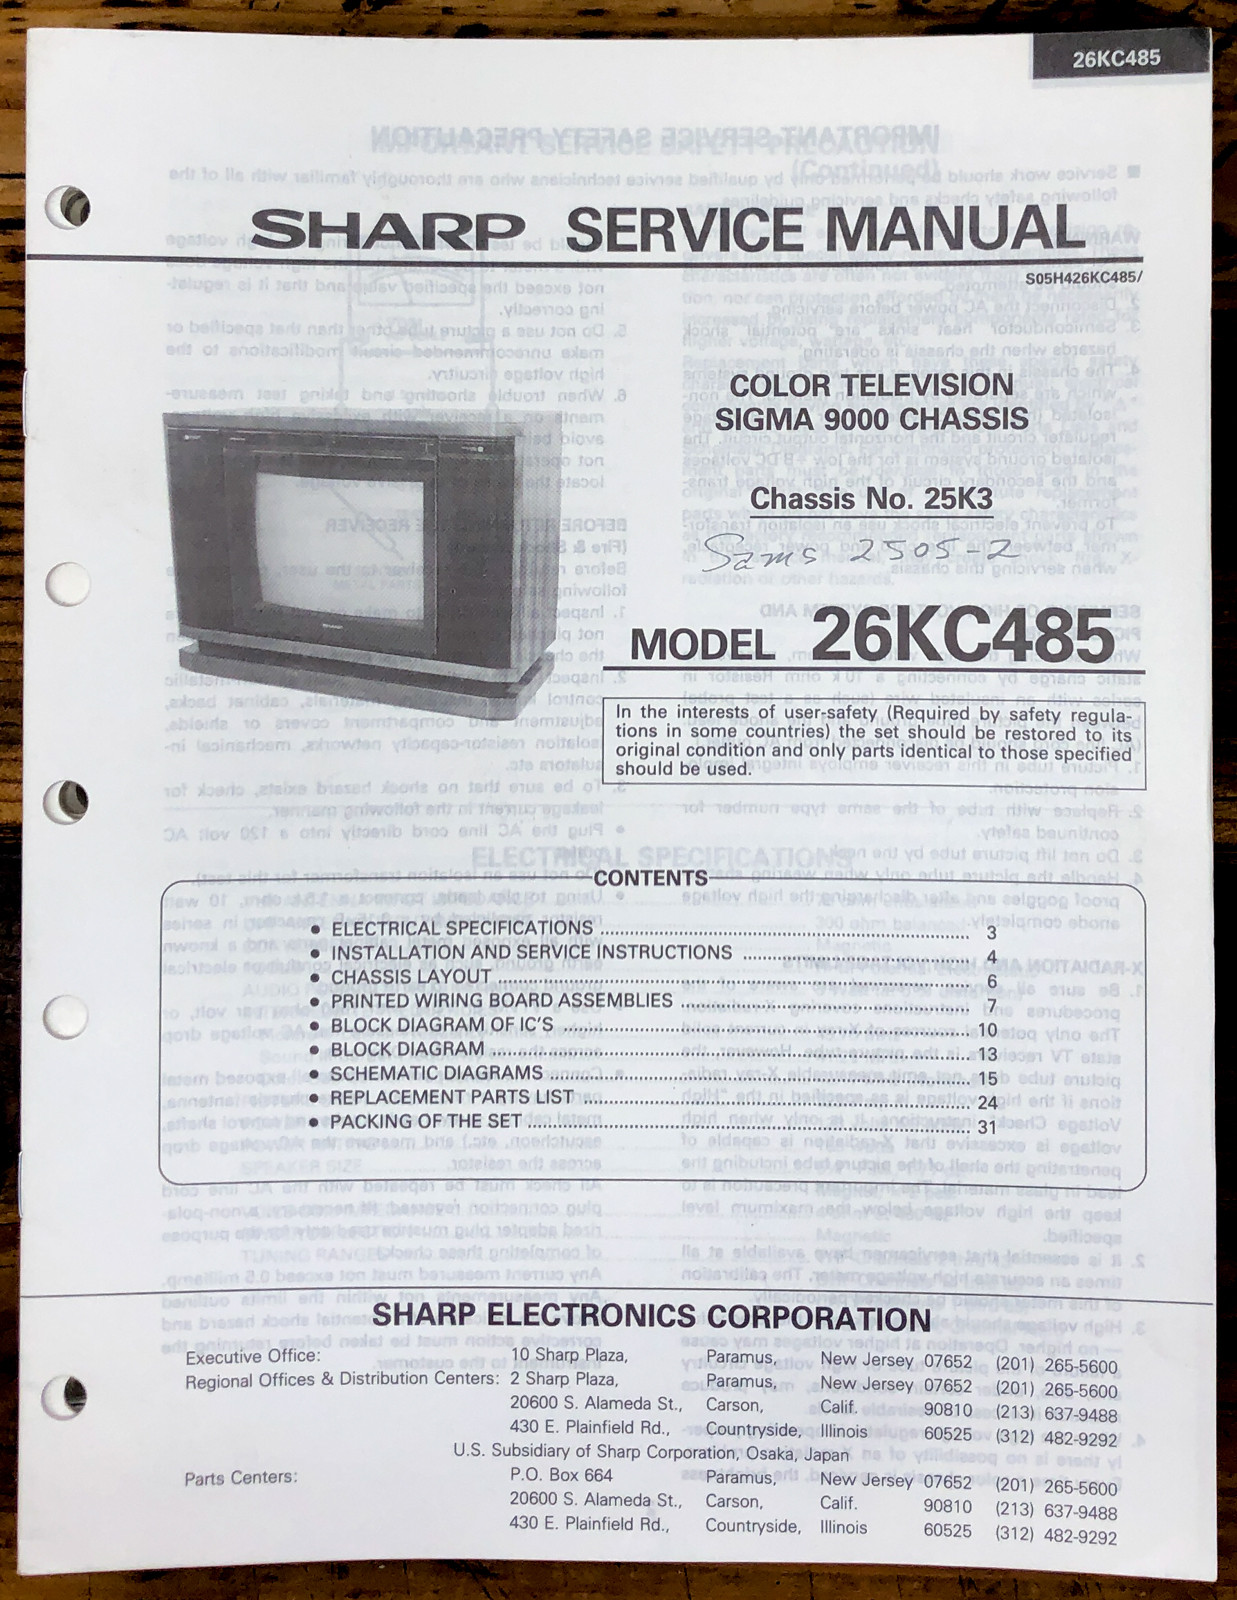 26KC485
SHARP SERVICE MANUAL
S05H426KC485/
COLOR TELEVISION
SIGMA 9000 CHASSIS
Chassis No. 25K3
Sams 2505-2
MODEL 26KC485
In the interests of user-safety (Required by safety regula-
tions in some countries) the set should be restored to its
original condition and only parts identical to those specified
should be used.
CONTENTS
• ELECTRICAL SPECIFICATIONS ........ 3
• INSTALLATION AND SERVICE INSTRUCTIONS ........ 4
• CHASSIS LAYOUT ........ 6
• PRINTED WIRING BOARD ASSEMBLIES ........ 7
• BLOCK DIAGRAM OF IC'S ........ 10
• BLOCK DIAGRAM ........ 13
• SCHEMATIC DIAGRAMS ........ 15
• REPLACEMENT PARTS LIST ........ 24
• PACKING OF THE SET ........ 31
SHARP ELECTRONICS CORPORATION
Executive Office: 10 Sharp Plaza, Paramus, New Jersey 07652 (201) 265-5600
Regional Offices & Distribution Centers: 2 Sharp Plaza, Paramus, New Jersey 07652 (201) 265-5600
20600 S. Alameda St., Carson, Calif. 90810 (213) 637-9488
430 E. Plainfield Rd., Countryside, Illinois 60525 (312) 482-9292
U.S. Subsidiary of Sharp Corporation, Osaka, Japan
Parts Centers: P.O. Box 664 Paramus, New Jersey 07652 (201) 265-5600
20600 S. Alameda St., Carson, Calif. 90810 (213) 637-9488
430 E. Plainfield Rd., Countryside, Illinois 60525 (312) 482-9292